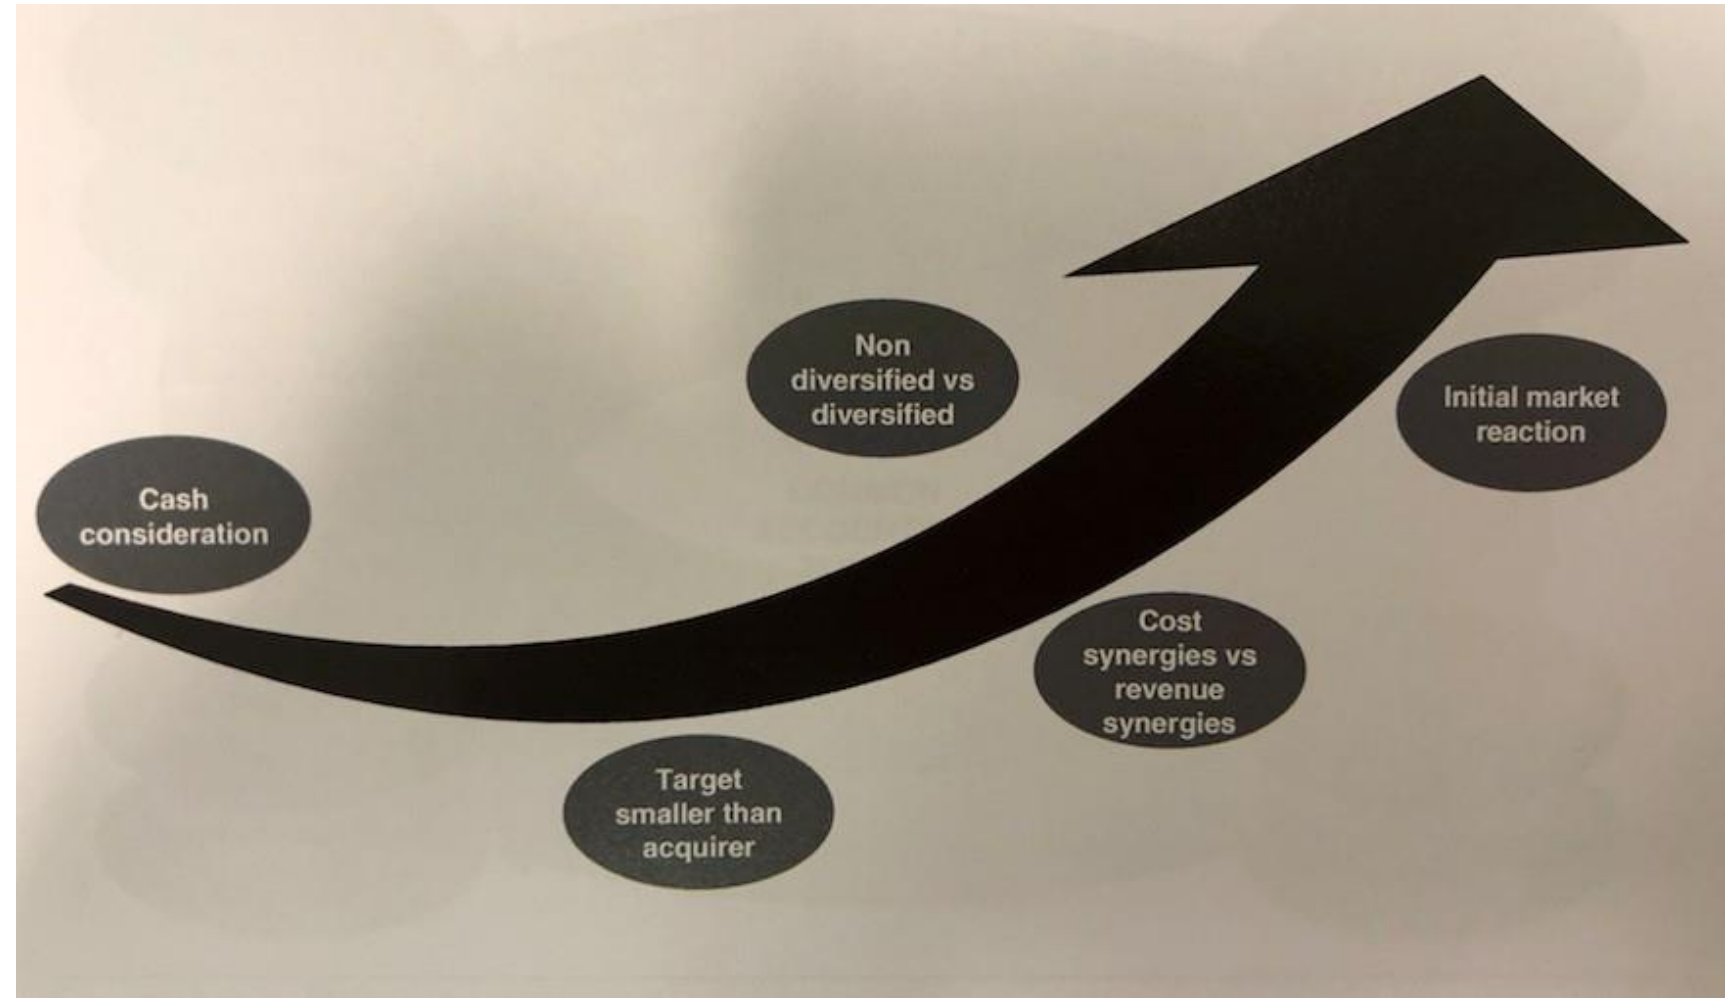 Cash
consideration
Target
smaller than
acquirer
Non
diversified vs
diversified
Cost
synergies vs
revenue
synergies
Initial market
reaction